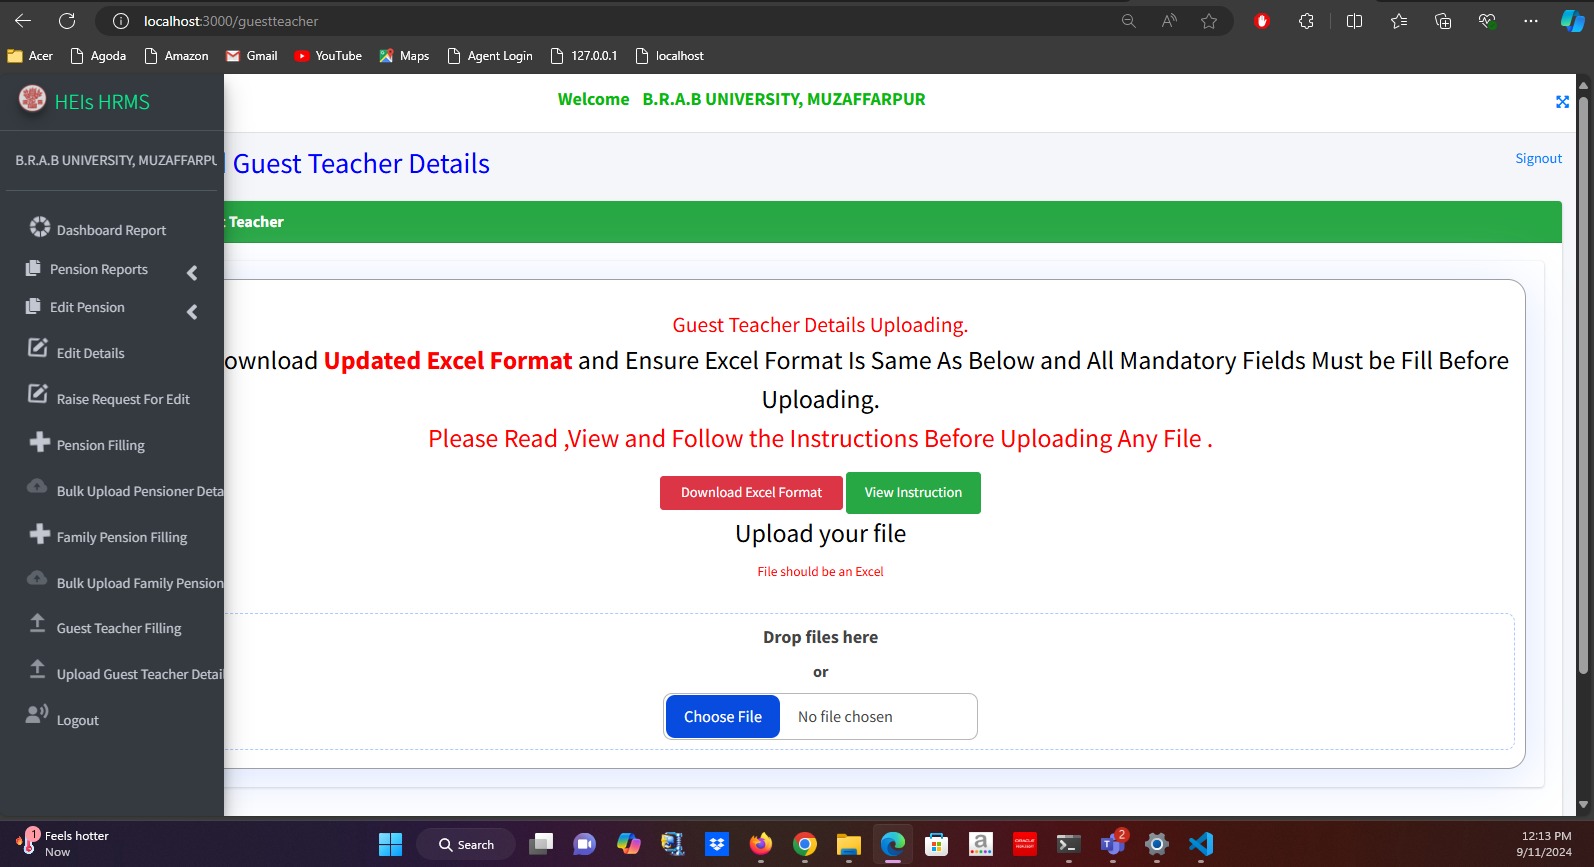 localhost:3000/guestteacher
Acer
Agoda
Amazon
Gmail
YouTube
Maps
Agent Login
127.0.0.1
localhost
HEIs HRMS
Welcome B.R.A.B UNIVERSITY, MUZAFFARPUR
B.R.A.B UNIVERSITY, MUZAFFARPU
Guest Teacher Details
Signout
Teacher
Dashboard Report
Pension Reports
Edit Pension
Edit Details
Raise Request For Edit
Pension Filling
Bulk Upload Pensioner Deta
Family Pension Filling
Bulk Upload Family Pension
Guest Teacher Filling
Upload Guest Teacher Detai
Logout
Guest Teacher Details Uploading.
ownload Updated Excel Format and Ensure Excel Format Is Same As Below and All Mandatory Fields Must be Fill Before
Uploading.
Please Read ,View and Follow the Instructions Before Uploading Any File .
Download Excel Format
View Instruction
Upload your file
File should be an Excel
Drop files here
or
Choose File
No file chosen
1
Feels hotter
Now
Search
2
12:13 PM
9/11/2024